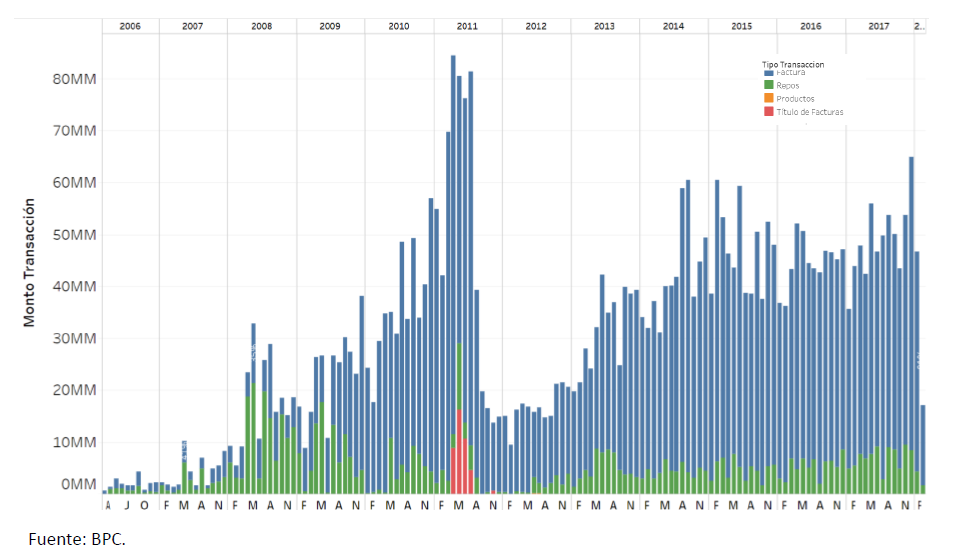 2006 2007 2008 2009 2010 2011 2012 2013 2014 2015 2016 2017 2..
Tipo Transaccion
Factura
Repos
Productos
Título de Facturas
Monto Transacción
80MM
70MM
60MM
50MM
40MM
30MM
20MM
10MM
0MM
A J O F M A N F M A N F M A N F M A N F M A N F M A N F M A N F M A N F M A N F M A N F M A N F
Fuente: BPC.